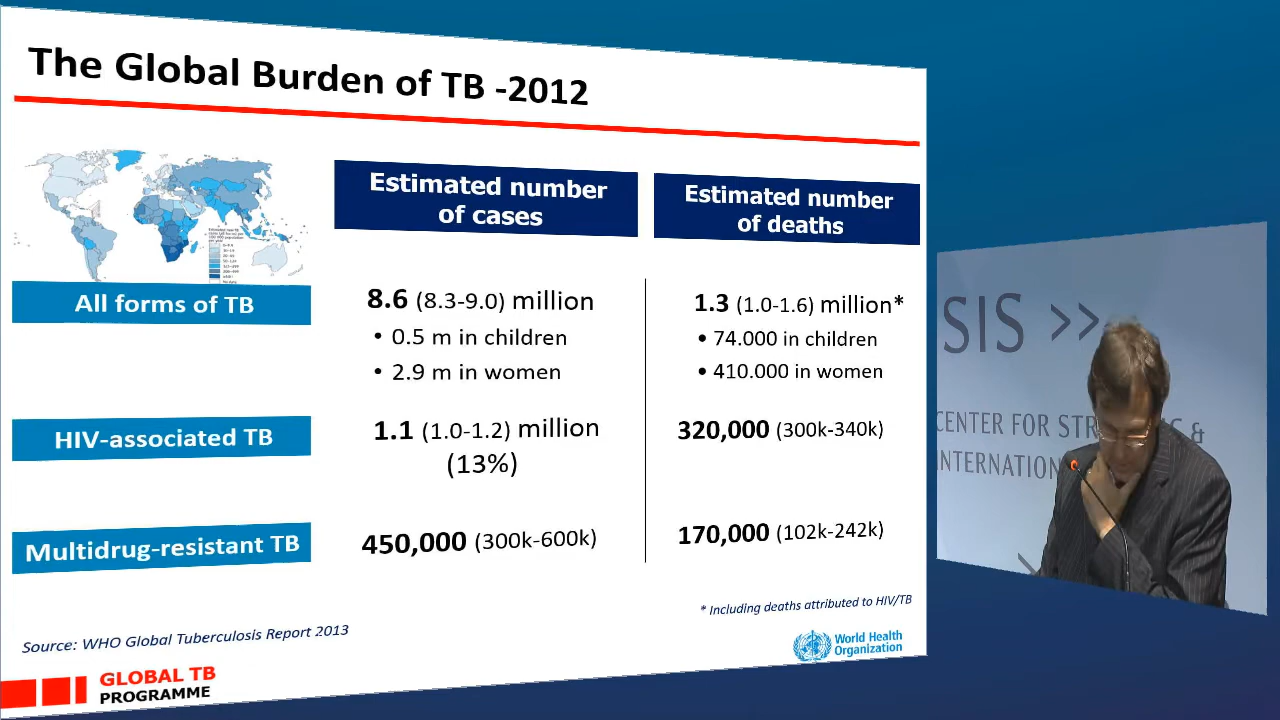 The Global Burden of TB -2012
Estimated number
of cases
Estimated number
of deaths
All forms of TB
8.6 (8.3-9.0) million
• 0.5 m in children
• 2.9 m in women
1.3 (1.0-1.6) million*
• 74.000 in children
• 410.000 in women
HIV-associated TB
1.1 (1.0-1.2) million
(13%)
320,000 (300k-340k)
Multidrug-resistant TB
450,000 (300k-600k)
170,000 (102k-242k)
* Including deaths attributed to HIV/TB
Source: WHO Global Tuberculosis Report 2013
World Health
Organization
GLOBAL TB
PROGRAMME
SIS >>
CENTER FOR STR &
INTERNATION